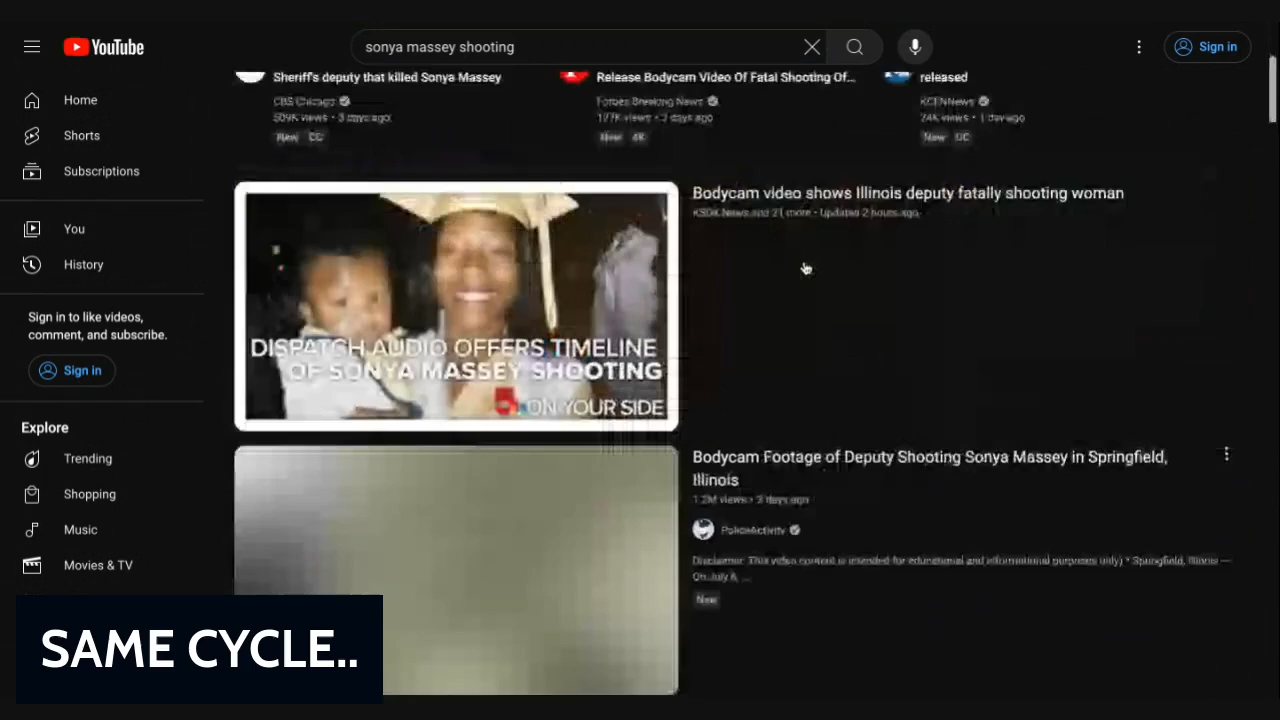 YouTube
sonya massey shooting
Sign in
Sheriff's deputy that killed Sonya Massey
CBS Chicago
509K views • 3 days ago
New CC
Release Bodycam Video Of Fatal Shooting Of...
Forbes Breaking News
177K views • 2 days ago
New 4K
released
KCENNews
74K views • 1 day ago
New CC
Home
Shorts
Subscriptions
You
History
Sign in to like videos,
comment, and subscribe.
Sign in
Explore
Trending
Shopping
Music
Movies & TV
DISPATCH AUDIO OFFERS TIMELINE
OF SONYA MASSEY SHOOTING
ON YOUR SIDE
Bodycam video shows Illinois deputy fatally shooting woman
KSDK News and 21 more • Updated 2 hours ago
Bodycam Footage of Deputy Shooting Sonya Massey in Springfield,
Illinois
1.2M views • 3 days ago
PoliceActivity
Disclaimer: This video content is intended for educational and informational purposes only) * Springfield, Illinois —
On July 6, ...
New
SAME CYCLE..